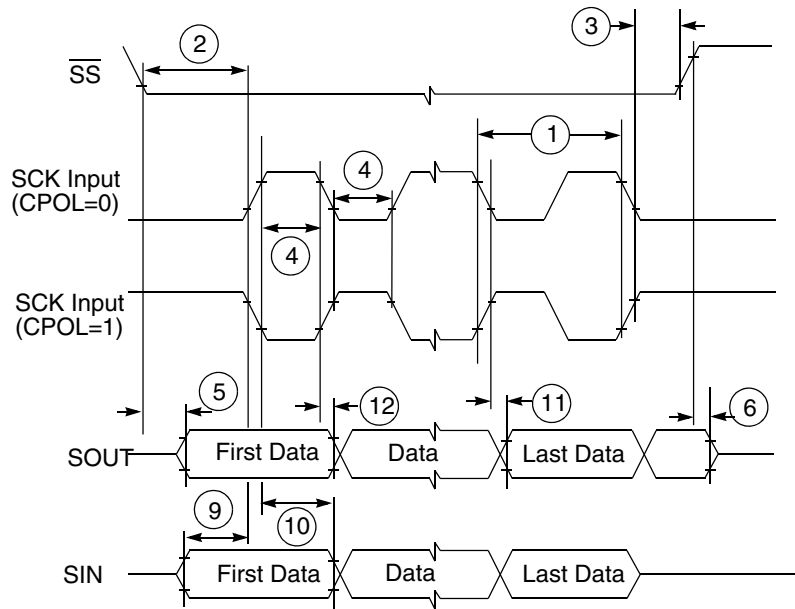 2
3
SS
1
SCK Input
(CPOL=0)
4
4
SCK Input
(CPOL=1)
5
12
11
6
SOUT
First Data
Data
Last Data
9
10
SIN
First Data
Data
Last Data